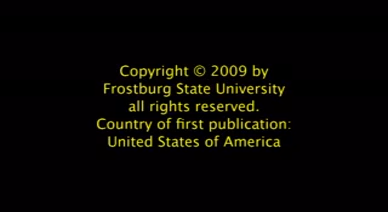 Copyright © 2009 by
Frostburg State University
all rights reserved.
Country of first publication:
United States of America